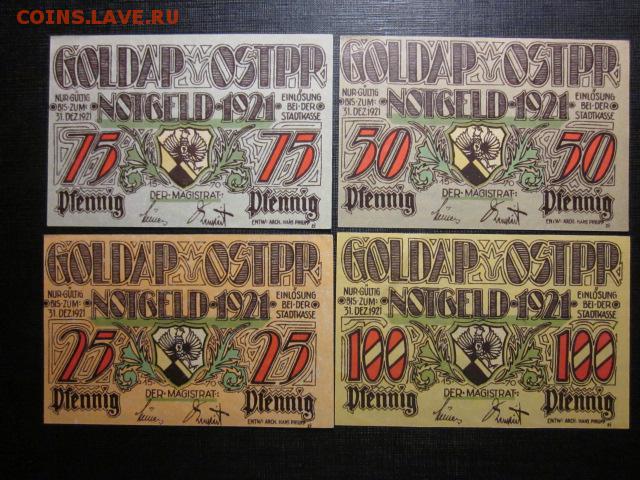 COINS.ЛАVE.RU
GOLDAP OSTPR.
NOTGELD-1921
NUR-GÜLTIG
BIS-ZUM:
31. DEZ. 1921
EINLÖSUNG
BEI-DER
STADTKASSE
75 75
1570
Pfennig Pfennig
DER-MAGISTRAT:
ENTW: ARCH. HANS PHILIPP
GOLDAP OSTPR.
NOTGELD-1921
NUR-GÜLTIG
BIS-ZUM:
31. DEZ. 1921
EINLÖSUNG
BEI-DER
STADTKASSE
50 50
1570
Pfennig Pfennig
DER-MAGISTRAT:
ENTW: ARCH. HANS PHILIPP
GOLDAP OSTPR.
NOTGELD-1921
NUR-GÜLTIG
BIS-ZUM:
31. DEZ. 1921
EINLÖSUNG
BEI-DER
STADTKASSE
25 25
1570
Pfennig Pfennig
DER-MAGISTRAT:
ENTW: ARCH. HANS PHILIPP
GOLDAP OSTPR.
NOTGELD-1921
NUR-GÜLTIG
BIS-ZUM:
31. DEZ. 1921
EINLÖSUNG
BEI-DER
STADTKASSE
100 100
1570
Pfennig Pfennig
DER-MAGISTRAT:
ENTW: ARCH. HANS PHILIPP